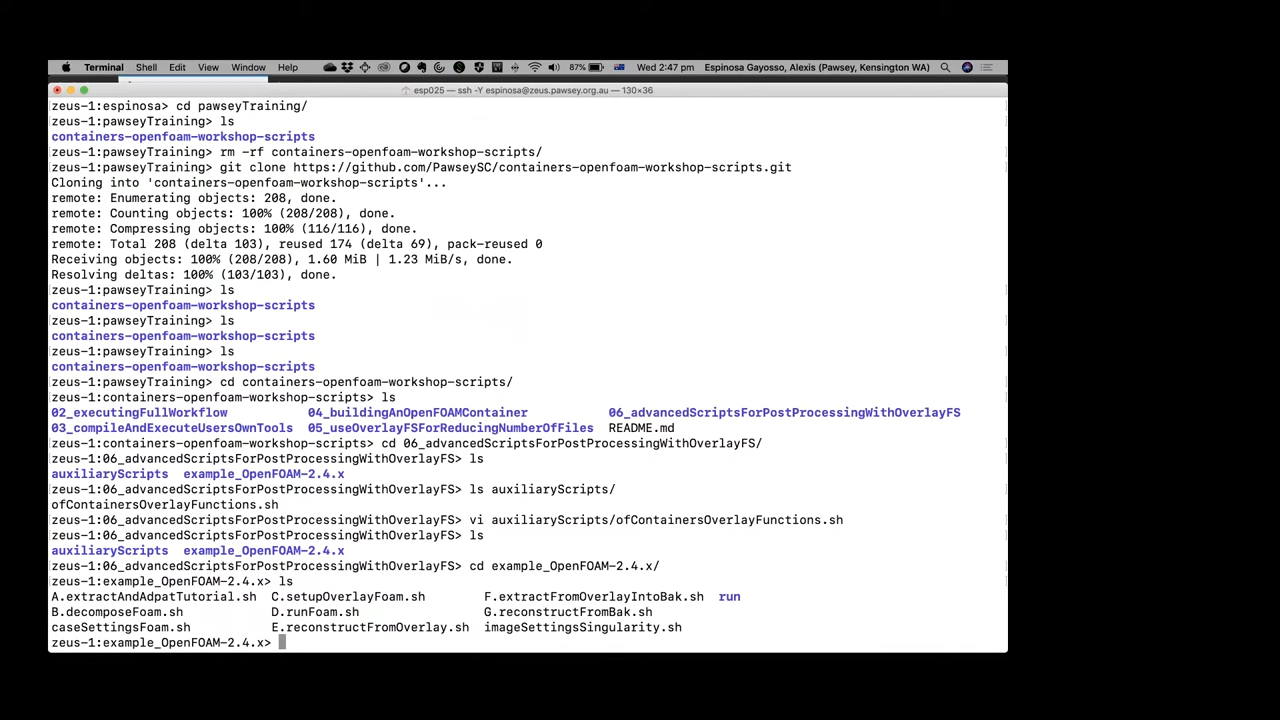 Terminal Shell Edit View Window Help 87% Wed 2:47 pm Espinosa Gayosso, Alexis (Pawsey, Kensington WA)
esp025 — ssh -Y espinosa@zeus.pawsey.org.au — 130×36
zeus-1:espinosa> cd pawseyTraining/
zeus-1:pawseyTraining> ls
containers-openfoam-workshop-scripts
zeus-1:pawseyTraining> rm -rf containers-openfoam-workshop-scripts/
zeus-1:pawseyTraining> git clone https://github.com/PawseySC/containers-openfoam-workshop-scripts.git
Cloning into 'containers-openfoam-workshop-scripts'...
remote: Enumerating objects: 208, done.
remote: Counting objects: 100% (208/208), done.
remote: Compressing objects: 100% (116/116), done.
remote: Total 208 (delta 103), reused 174 (delta 69), pack-reused 0
Receiving objects: 100% (208/208), 1.60 MiB | 1.23 MiB/s, done.
Resolving deltas: 100% (103/103), done.
zeus-1:pawseyTraining> ls
containers-openfoam-workshop-scripts
zeus-1:pawseyTraining> ls
containers-openfoam-workshop-scripts
zeus-1:pawseyTraining> ls
containers-openfoam-workshop-scripts
zeus-1:pawseyTraining> cd containers-openfoam-workshop-scripts/
zeus-1:containers-openfoam-workshop-scripts> ls
02_executingFullWorkflow 04_buildingAnOpenFOAMContainer 06_advancedScriptsForPostProcessingWithOverlayFS
03_compileAndExecuteUsersOwnTools 05_useOverlayFSForReducingNumberOfFiles README.md
zeus-1:containers-openfoam-workshop-scripts> cd 06_advancedScriptsForPostProcessingWithOverlayFS/
zeus-1:06_advancedScriptsForPostProcessingWithOverlayFS> ls
auxiliaryScripts example_OpenFOAM-2.4.x
zeus-1:06_advancedScriptsForPostProcessingWithOverlayFS> ls auxiliaryScripts/
ofContainersOverlayFunctions.sh
zeus-1:06_advancedScriptsForPostProcessingWithOverlayFS> vi auxiliaryScripts/ofContainersOverlayFunctions.sh
zeus-1:06_advancedScriptsForPostProcessingWithOverlayFS> ls
auxiliaryScripts example_OpenFOAM-2.4.x
zeus-1:06_advancedScriptsForPostProcessingWithOverlayFS> cd example_OpenFOAM-2.4.x/
zeus-1:example_OpenFOAM-2.4.x> ls
A.extractAndAdpatTutorial.sh C.setupOverlayFoam.sh F.extractFromOverlayIntoBak.sh run
B.decomposeFoam.sh D.runFoam.sh G.reconstructFromBak.sh
caseSettingsFoam.sh E.reconstructFromOverlay.sh imageSettingsSingularity.sh
zeus-1:example_OpenFOAM-2.4.x>